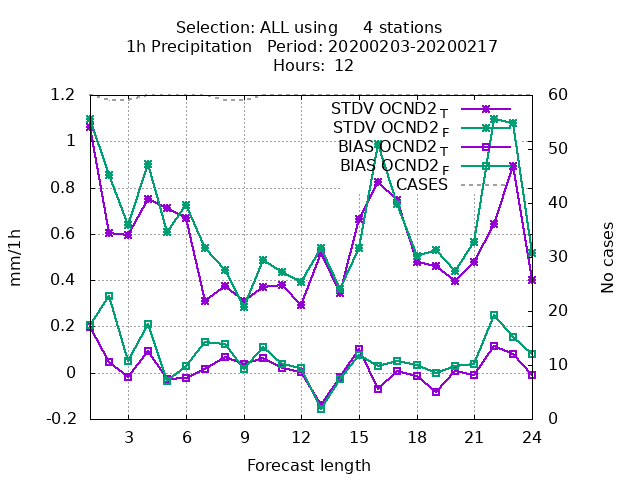 Selection: ALL using     4 stations
1h Precipitation   Period: 20200203-20200217
Hours: 12
1.2
1
0.8
0.6
0.4
0.2
0
-0.2
60
50
40
30
20
10
0
STDV OCND2_T
STDV OCND2_F
BIAS OCND2_T
BIAS OCND2_F
CASES
mm/1h
No cases
3 6 9 12 15 18 21 24
Forecast length